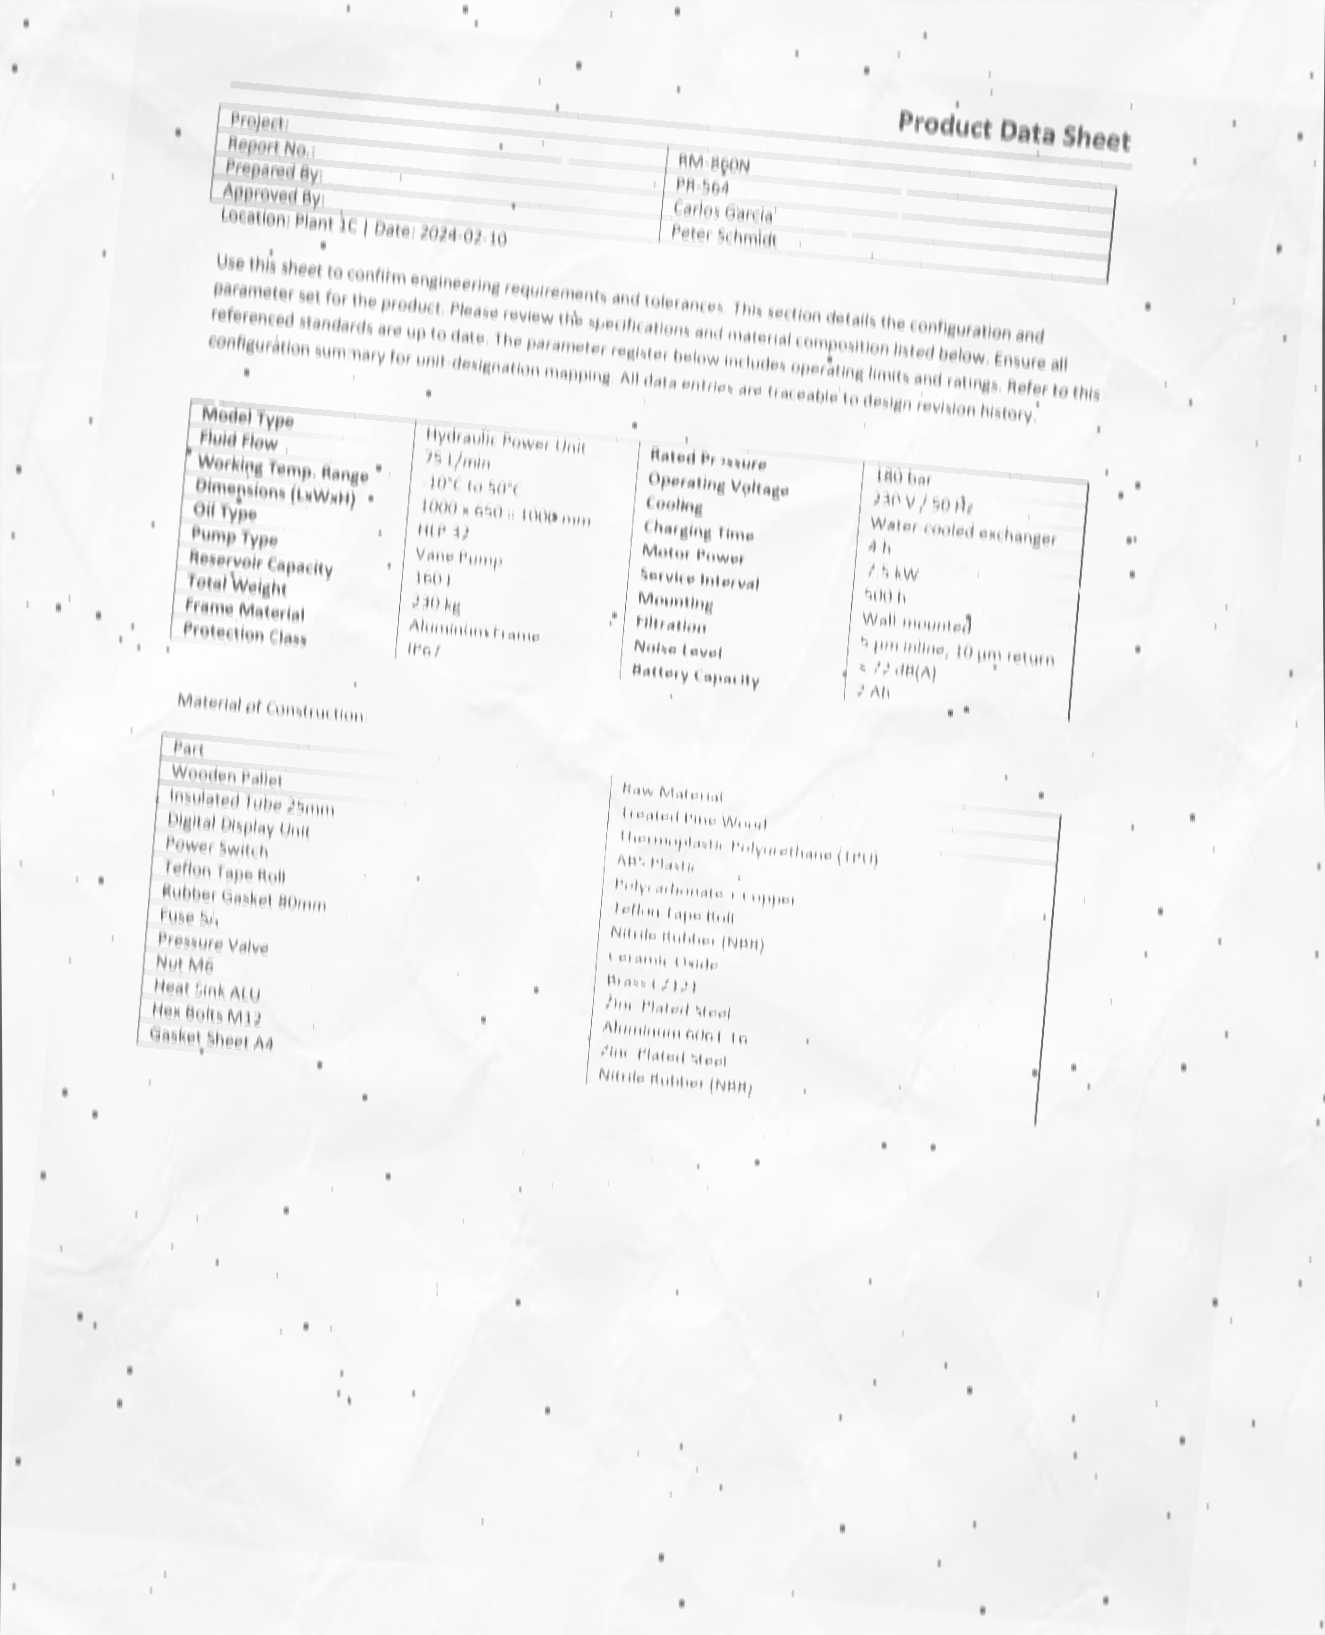 Product Data Sheet
Project: RM-860N
Report No.: PR-564
Prepared By: Carlos Garcia
Approved By: Peter Schmidt
Location: Plant 1C | Date: 2024-02-10
Use this sheet to confirm engineering requirements and tolerances. This section details the configuration and
parameter set for the product. Please review the specifications and material composition listed below. Ensure all
referenced standards are up to date. The parameter register below includes operating limits and ratings. Refer to this
configuration summary for unit-designation mapping. All data entries are traceable to design revision history.
Model Type Hydraulic Power Unit Rated Pressure 180 bar
Fluid Flow 75 L/min Operating Voltage 230 V / 50 Hz
Working Temp. Range -10°C to 50°C Cooling Water cooled exchanger
Dimensions (LxWxH) 1000 x 650 x 1000 mm Charging Time 4 h
Oil Type HLP 32 Motor Power 7.5 kW
Pump Type Vane Pump Service Interval 500 h
Reservoir Capacity 160 L Mounting Wall mounted
Total Weight 230 kg Filtration 5 µm inline, 10 µm return
Frame Material Aluminium Frame Noise Level ≤ 72 dB(A)
Protection Class IP67 Battery Capacity 2 Ah
Material of Construction
Part Raw Material
Wooden Pallet Treated Pine Wood
Insulated Tube 25mm Thermoplastic Polyurethane (TPU)
Digital Display Unit ABS Plastic
Power Switch Polycarbonate + Copper
Teflon Tape Roll Teflon Tape Roll
Rubber Gasket 80mm Nitrile Rubber (NBR)
Fuse 5A Ceramic Oxide
Pressure Valve Brass CZ121
Nut M6 Zinc Plated Steel
Heat Sink ALU Aluminum 6061-T6
Hex Bolts M12 Zinc-Plated Steel
Gasket Sheet A4 Nitrile Rubber (NBR)